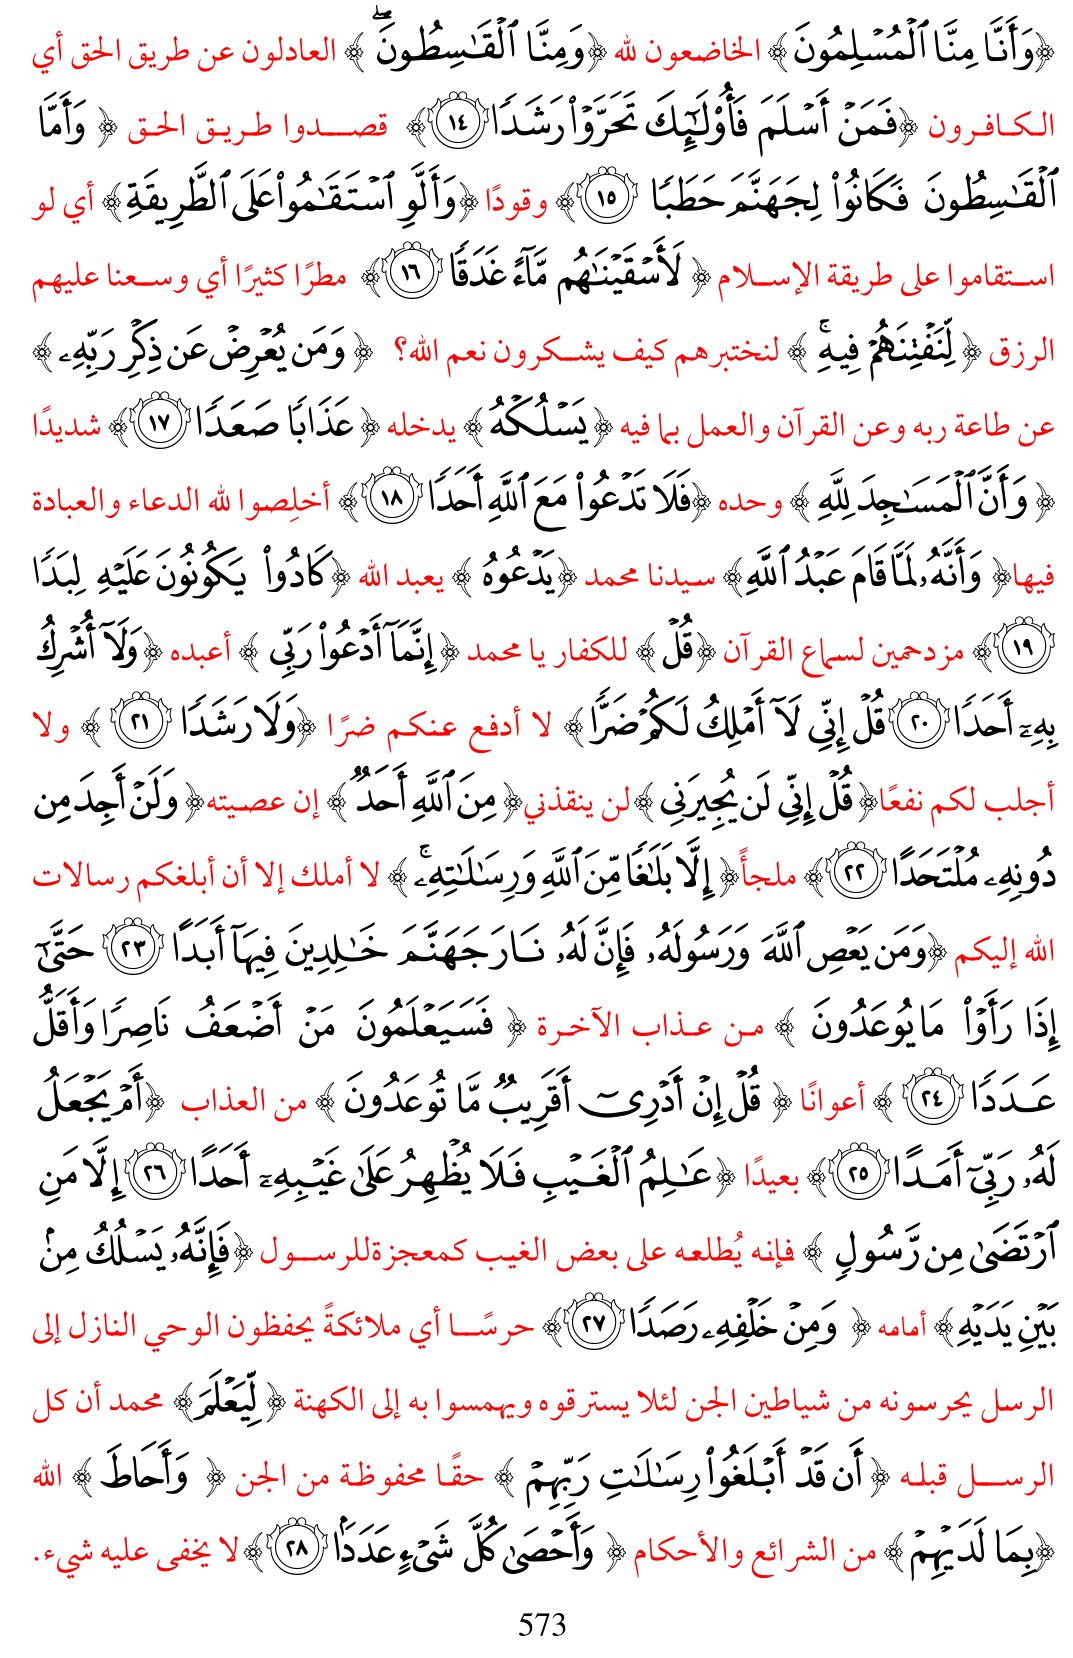 ﴿وَأَنَّا مِنَّا ٱلْمُسْلِمُونَ﴾ الخاضعون لله ﴿وَمِنَّا ٱلْقَـٰسِطُونَۖ﴾ العادلون عن طريق الحق أي
الكافرون ﴿فَمَنْ أَسْلَمَ فَأُو۟لَـٰٓئِكَ تَحَرَّوْا۟ رَشَدًا ١٤﴾ قصدوا طريق الحق ﴿وَأَمَّا
ٱلْقَـٰسِطُونَ فَكَانُوا۟ لِجَهَنَّمَ حَطَبًا ١٥﴾ وقودًا ﴿وَأَلَّوِ ٱسْتَقَـٰمُوا۟ عَلَى ٱلطَّرِيقَةِ﴾ أي لو
استقاموا على طريقة الإسلام ﴿لَأَسْقَيْنَـٰهُم مَّآءً غَدَقًا ١٦﴾ مطرًا كثيرًا أي وسعنا عليهم
الرزق ﴿لِّنَفْتِنَهُمْ فِيهِۚ﴾ لنختبرهم كيف يشكرون نعم الله؟ ﴿وَمَن يُعْرِضْ عَن ذِكْرِ رَبِّهِۦ﴾
عن طاعة ربه وعن القرآن والعمل بما فيه ﴿يَسْلُكْهُ﴾ يدخله ﴿عَذَابًا صَعَدًا ١٧﴾ شديدًا
﴿وَأَنَّ ٱلْمَسَـٰجِدَ لِلَّهِ﴾ وحده ﴿فَلَا تَدْعُوا۟ مَعَ ٱللَّهِ أَحَدًا ١٨﴾ أخلِصوا لله الدعاء والعبادة
فيها ﴿وَأَنَّهُۥ لَمَّا قَامَ عَبْدُ ٱللَّهِ﴾ سيدنا محمد ﴿يَدْعُوهُ﴾ يعبد الله ﴿كَادُوا۟ يَكُونُونَ عَلَيْهِ لِبَدًا
١٩﴾ مزدحمين لسماع القرآن ﴿قُلْ﴾ للكفار يا محمد ﴿إِنَّمَآ أَدْعُوا۟ رَبِّى﴾ أعبده ﴿وَلَآ أُشْرِكُ
بِهِۦٓ أَحَدًا ٢٠ قُلْ إِنِّى لَآ أَمْلِكُ لَكُمْ ضَرًّا﴾ لا أدفع عنكم ضرًا ﴿وَلَا رَشَدًا ٢١﴾ ولا
أجلب لكم نفعًا ﴿قُلْ إِنِّى لَن يُجِيرَنِى﴾ لن ينقذني ﴿مِنَ ٱللَّهِ أَحَدٌ﴾ إن عصيته ﴿وَلَنْ أَجِدَ مِن
دُونِهِۦ مُلْتَحَدًا ٢٢﴾ ملجأً ﴿إِلَّا بَلَـٰغًا مِّنَ ٱللَّهِ وَرِسَـٰلَـٰتِهِۦۚ﴾ لا أملك إلا أن أبلغكم رسالات
الله إليكم ﴿وَمَن يَعْصِ ٱللَّهَ وَرَسُولَهُۥ فَإِنَّ لَهُۥ نَارَ جَهَنَّمَ خَـٰلِدِينَ فِيهَآ أَبَدًا ٢٣ حَتَّىٰٓ
إِذَا رَأَوْا۟ مَا يُوعَدُونَ﴾ من عذاب الآخرة ﴿فَسَيَعْلَمُونَ مَنْ أَضْعَفُ نَاصِرًا وَأَقَلُّ
عَدَدًا ٢٤﴾ أعوانًا ﴿قُلْ إِنْ أَدْرِىٓ أَقَرِيبٌ مَّا تُوعَدُونَ﴾ من العذاب ﴿أَمْ يَجْعَلُ
لَهُۥ رَبِّىٓ أَمَدًا ٢٥﴾ بعيدًا ﴿عَـٰلِمُ ٱلْغَيْبِ فَلَا يُظْهِرُ عَلَىٰ غَيْبِهِۦٓ أَحَدًا ٢٦ إِلَّا مَنِ
ٱرْتَضَىٰ مِن رَّسُولٍ﴾ فإنه يُطلعه على بعض الغيب كمعجزة للرسول ﴿فَإِنَّهُۥ يَسْلُكُ مِنۢ
بَيْنِ يَدَيْهِ﴾ أمامه ﴿وَمِنْ خَلْفِهِۦ رَصَدًا ٢٧﴾ حرسًا أي ملائكةً يحفظون الوحي النازل إلى
الرسل يحرسونه من شياطين الجن لئلا يسترقوه ويهمسوا به إلى الكهنة ﴿لِّيَعْلَمَ﴾ محمد أن كل
الرسل قبله ﴿أَن قَدْ أَبْلَغُوا۟ رِسَـٰلَـٰتِ رَبِّهِمْ﴾ حقًا محفوظة من الجن ﴿وَأَحَاطَ﴾ الله
﴿بِمَا لَدَيْهِمْ﴾ من الشرائع والأحكام ﴿وَأَحْصَىٰ كُلَّ شَىْءٍ عَدَدًۢا ٢٨﴾ لا يخفى عليه شيء.
573